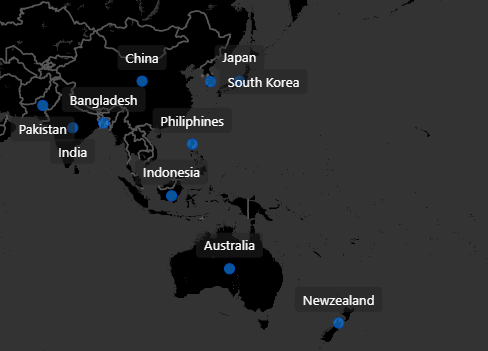 Japan
China
South Korea
Bangladesh
Philiphines
Pakistan
India
Indonesia
Australia
Newzealand